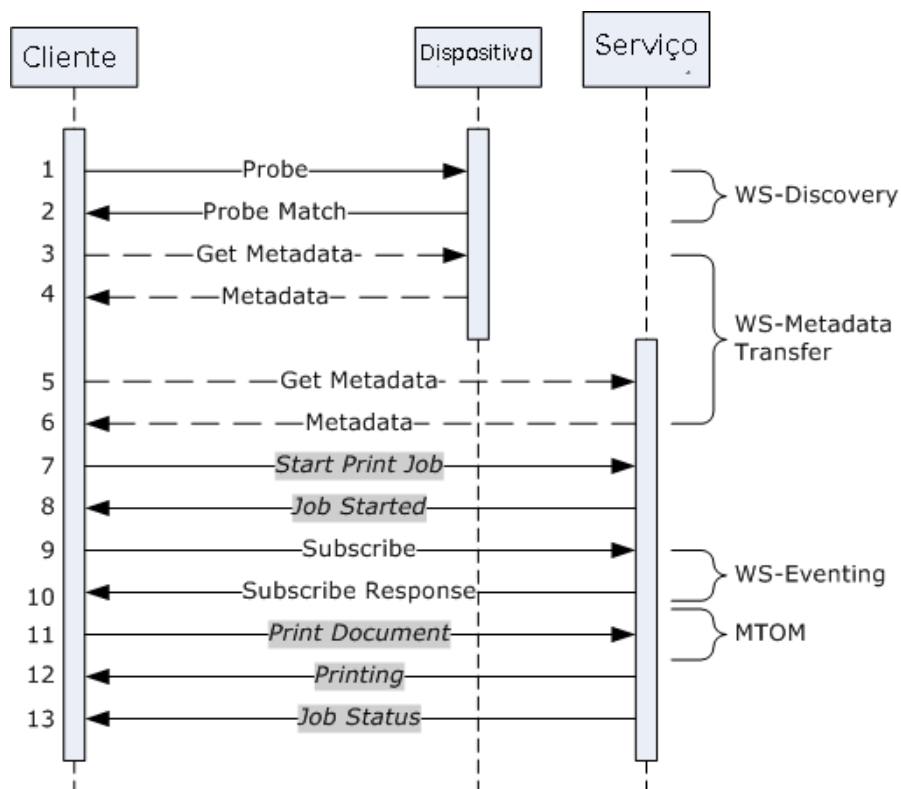 Cliente
Dispositivo
Serviço
1
Probe
2
Probe Match
WS-Discovery
3
Get Metadata
4
Metadata
WS-Metadata
Transfer
5
Get Metadata
6
Metadata
7
Start Print Job
8
Job Started
9
Subscribe
WS-Eventing
10
Subscribe Response
11
Print Document
MTOM
12
Printing
13
Job Status